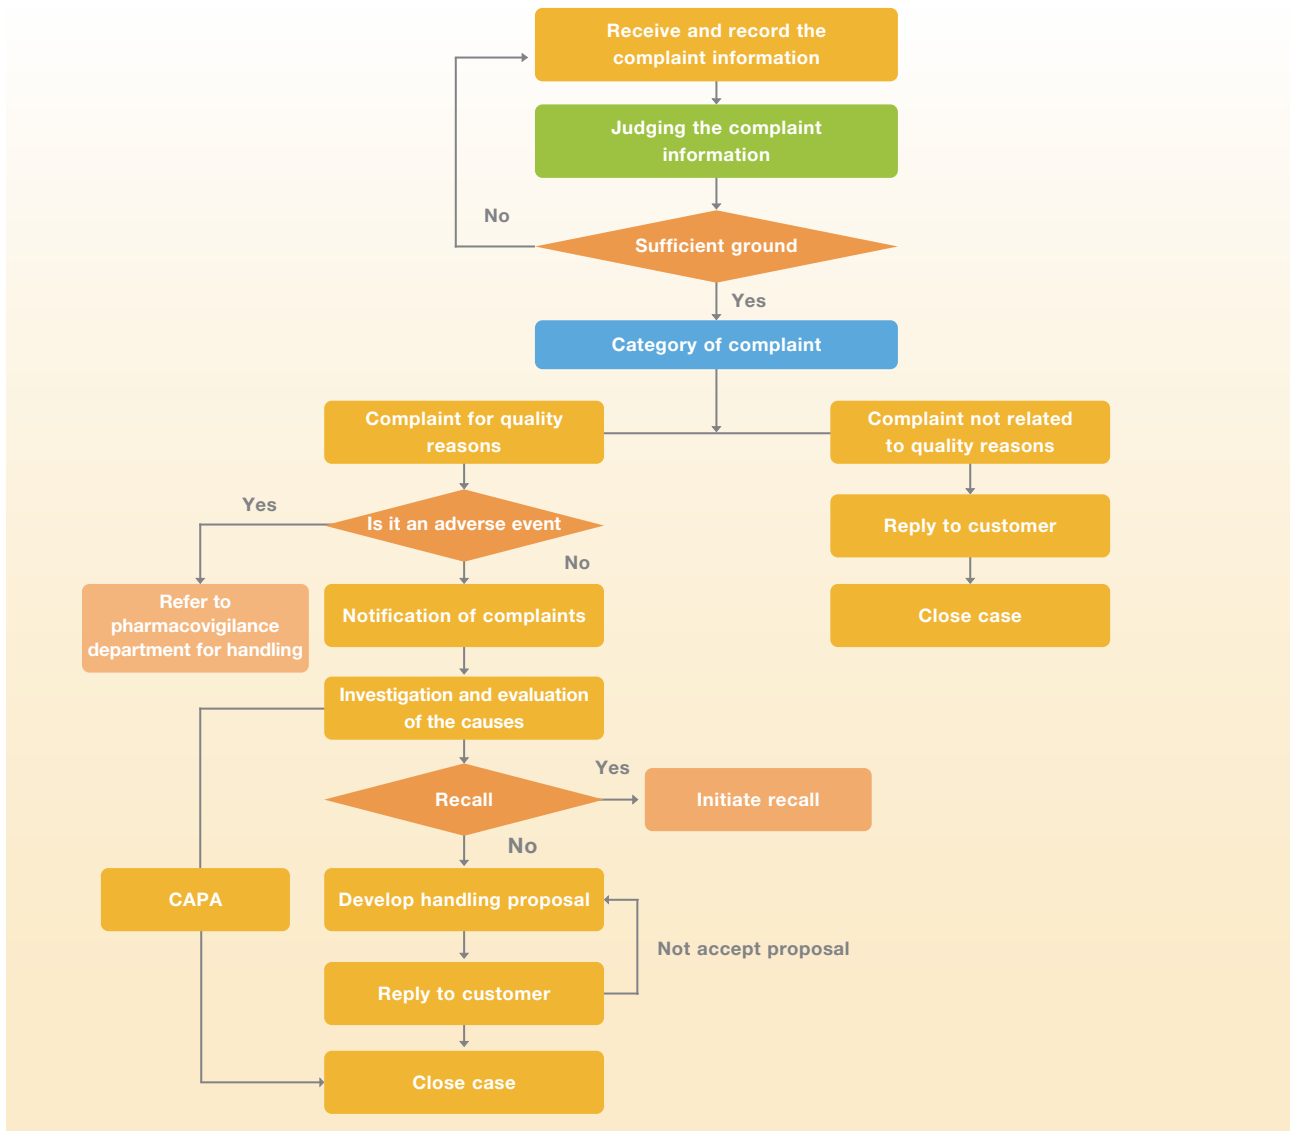 Receive and record the
complaint information
Judging the complaint
information
No
Sufficient ground
Yes
Category of complaint
Complaint for quality
reasons
Complaint not related
to quality reasons
Yes
Is it an adverse event
Reply to customer
No
Refer to
pharmacovigilance
department for handling
Notification of complaints
Close case
Investigation and evaluation
of the causes
Yes
Recall
Initiate recall
No
CAPA
Develop handling proposal
Not accept proposal
Reply to customer
Close case